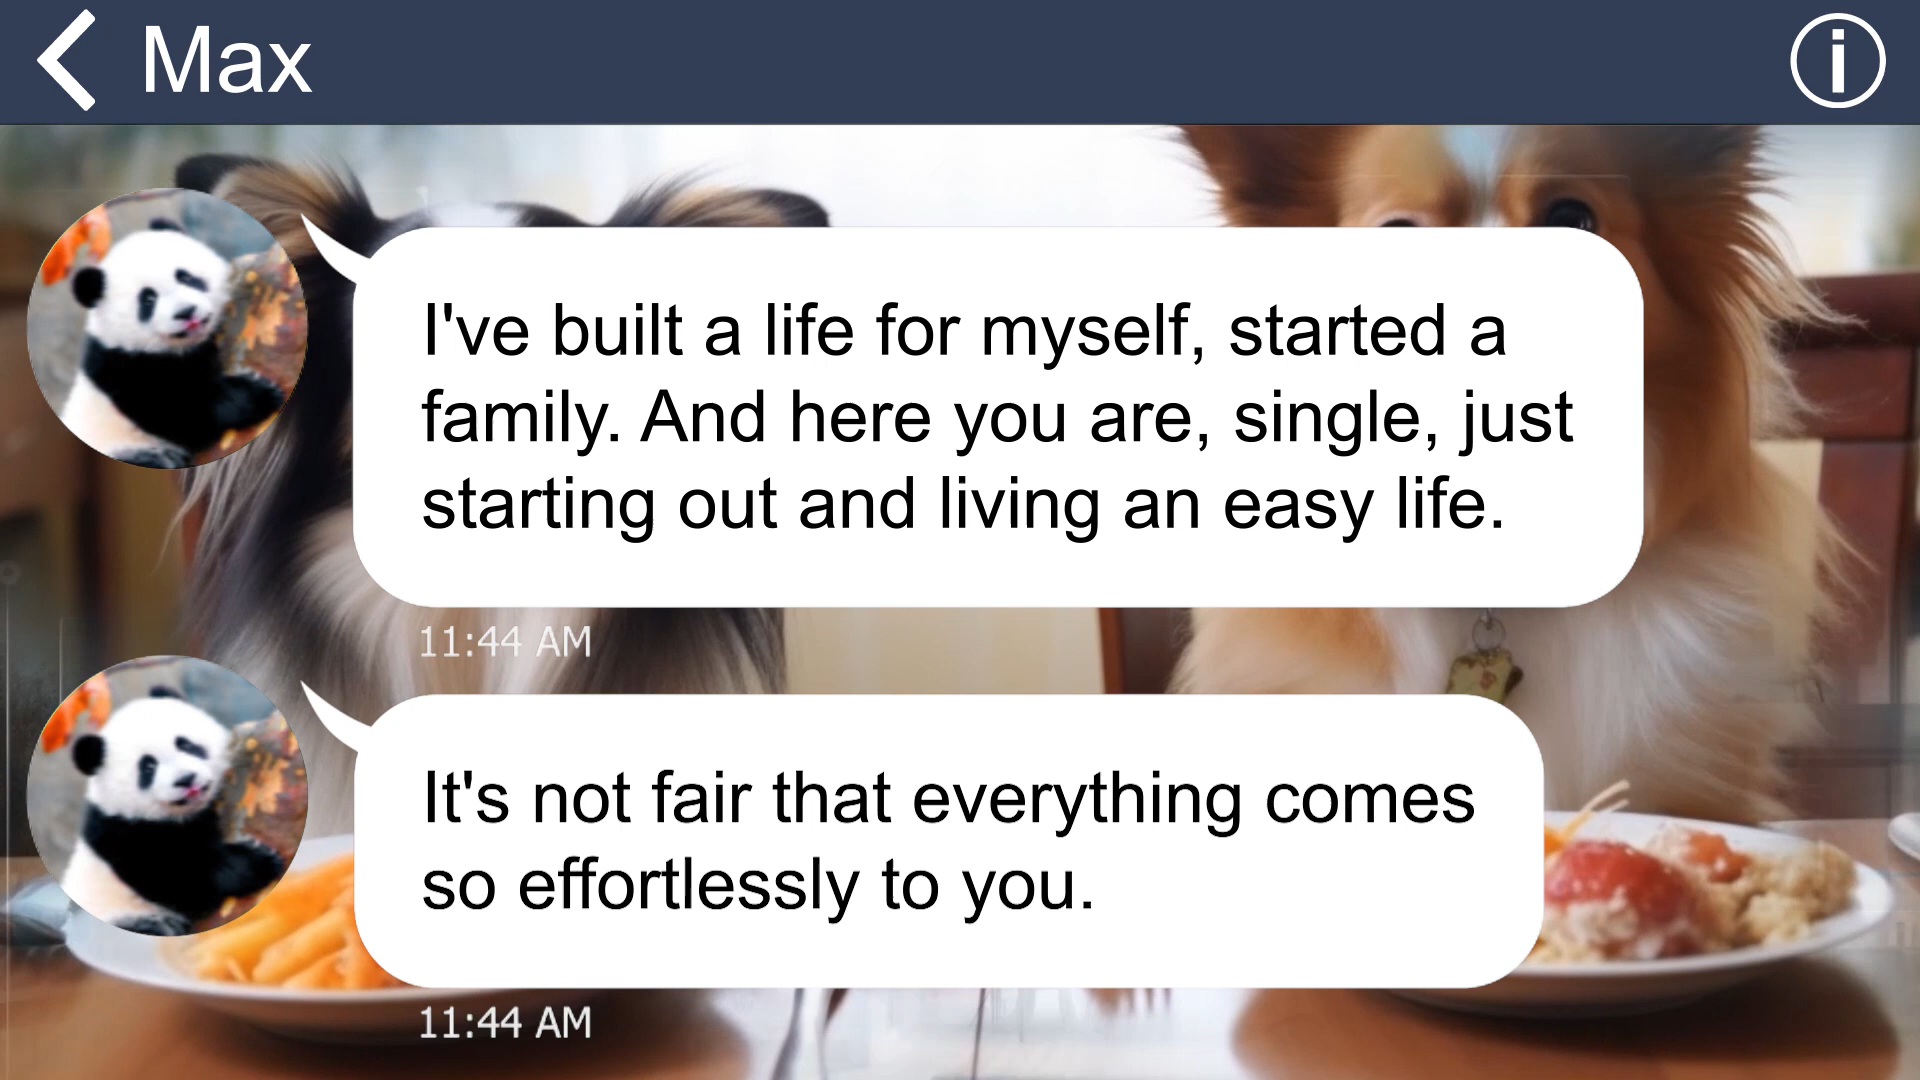 Max
I've built a life for myself, started a
family. And here you are, single, just
starting out and living an easy life.
11:44 AM
It's not fair that everything comes
so effortlessly to you.
11:44 AM